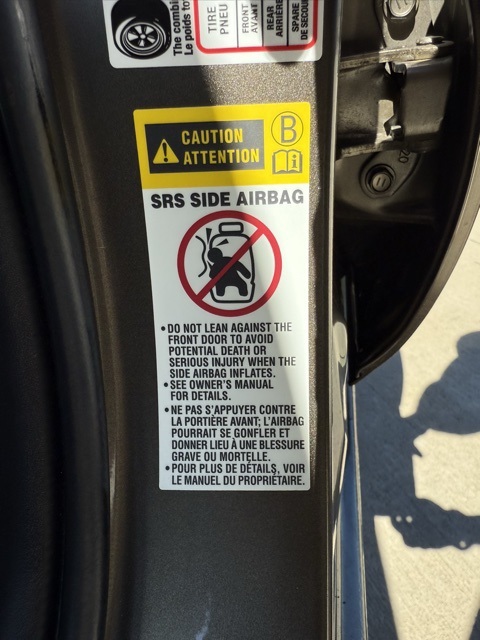 The combi
Le poids to
TIRE
PNEU
FRONT
AVANT
REAR
ARRIÈRE
SPARE
DE SECOUR
CAUTION
ATTENTION
B
i
SRS SIDE AIRBAG
• DO NOT LEAN AGAINST THE
FRONT DOOR TO AVOID
POTENTIAL DEATH OR
SERIOUS INJURY WHEN THE
SIDE AIRBAG INFLATES.
• SEE OWNER'S MANUAL
FOR DETAILS.
• NE PAS S'APPUYER CONTRE
LA PORTIÈRE AVANT; L'AIRBAG
POURRAIT SE GONFLER ET
DONNER LIEU À UNE BLESSURE
GRAVE OU MORTELLE.
• POUR PLUS DE DÉTAILS, VOIR
LE MANUEL DU PROPRIÉTAIRE.